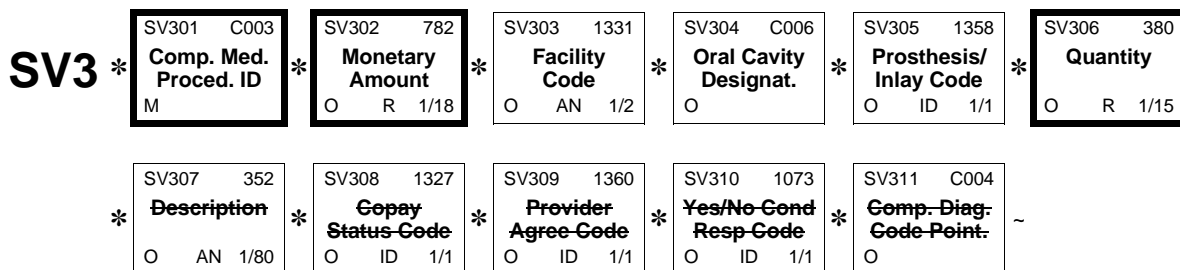 SV301 C003 SV302 782 SV303 1331 SV304 C006 SV305 1358 SV306 380
SV3 * Comp. Med. * Monetary * Facility * Oral Cavity * Prosthesis/ * Quantity
Proced. ID Amount Code Designat. Inlay Code
M O R 1/18 O AN 1/2 O O ID 1/1 O R 1/15
SV307 352 SV308 1327 SV309 1360 SV310 1073 SV311 C004
* Description * Copay * Provider * Yes/No Cond * Comp. Diag. ~
Status Code Agree Code Resp Code Code Point.
O AN 1/80 O ID 1/1 O ID 1/1 O ID 1/1 O